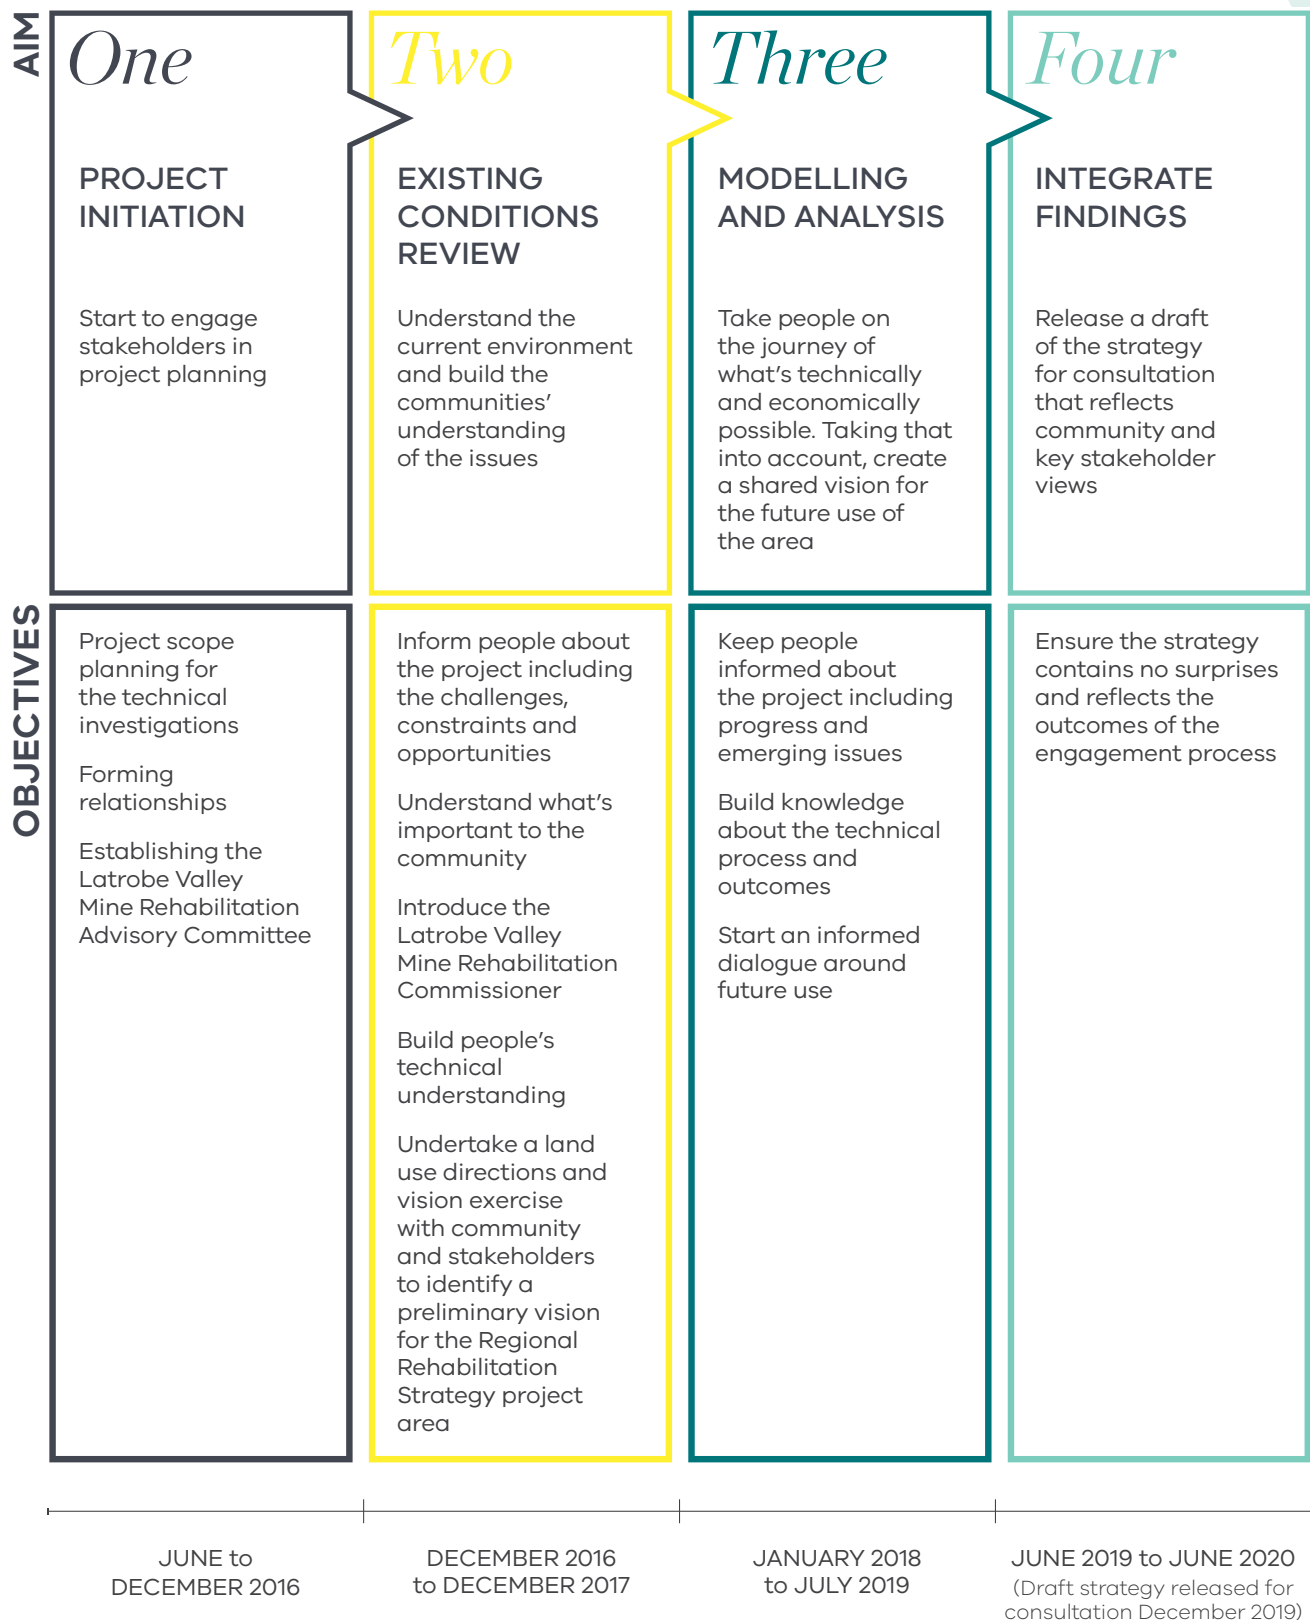 AIM
One
PROJECT
INITIATION
Start to engage
stakeholders in
project planning
Two
EXISTING
CONDITIONS
REVIEW
Understand the
current environment
and build the
communities'
understanding
of the issues
Three
MODELLING
AND ANALYSIS
Take people on
the journey of
what's technically
and economically
possible. Taking that
into account, create
a shared vision for
the future use of
the area
Four
INTEGRATE
FINDINGS
Release a draft
of the strategy
for consultation
that reflects
community and
key stakeholder
views
OBJECTIVES
Project scope
planning for
the technical
investigations
Forming
relationships
Establishing the
Latrobe Valley
Mine Rehabilitation
Advisory Committee
Inform people about
the project including
the challenges,
constraints and
opportunities
Understand what's
important to the
community
Introduce the
Latrobe Valley
Mine Rehabilitation
Commissioner
Build people's
technical
understanding
Undertake a land
use directions and
vision exercise
with community
and stakeholders
to identify a
preliminary vision
for the Regional
Rehabilitation
Strategy project
area
Keep people
informed about
the project including
progress and
emerging issues
Build knowledge
about the technical
process and
outcomes
Start an informed
dialogue around
future use
Ensure the strategy
contains no surprises
and reflects the
outcomes of the
engagement process
JUNE to
DECEMBER 2016
DECEMBER 2016
to DECEMBER 2017
JANUARY 2018
to JULY 2019
JUNE 2019 to JUNE 2020
(Draft strategy released for
consultation December 2019)